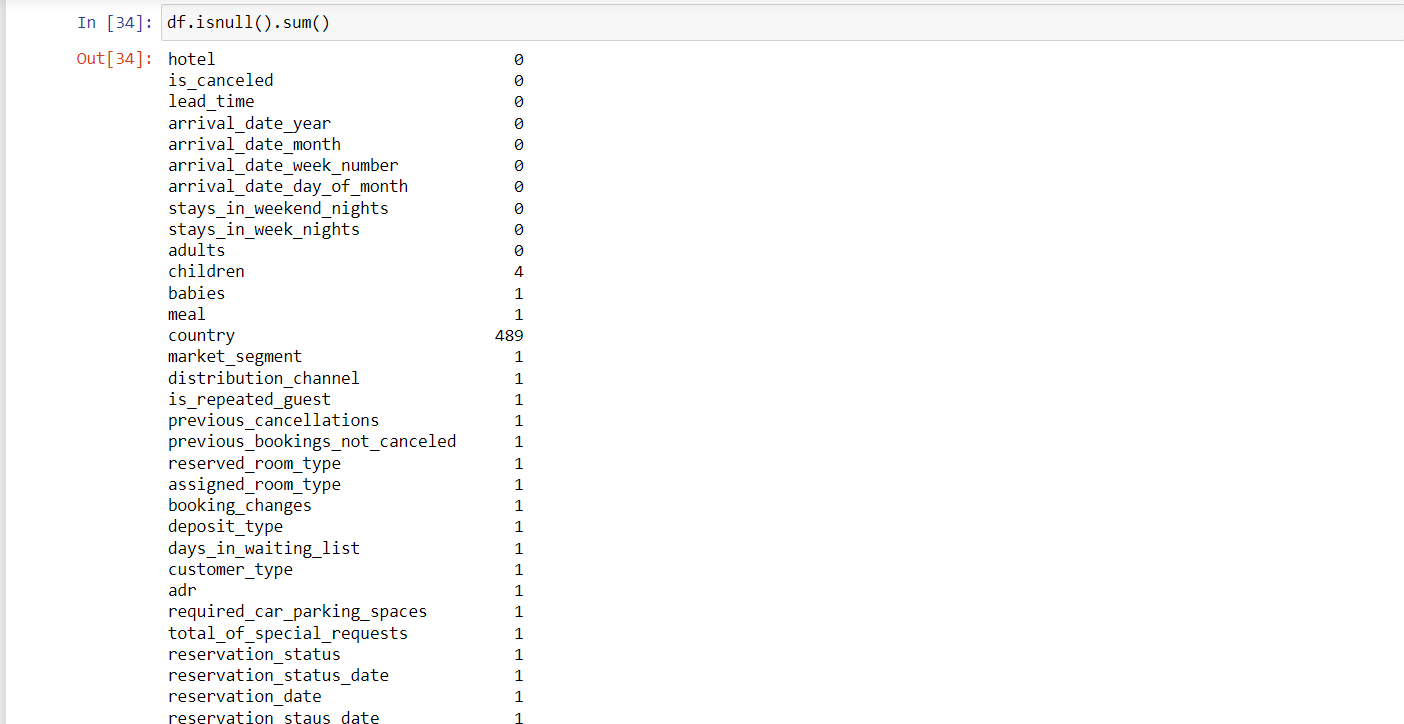 In [34]: df.isnull().sum()
Out[34]: hotel 0
is_canceled 0
lead_time 0
arrival_date_year 0
arrival_date_month 0
arrival_date_week_number 0
arrival_date_day_of_month 0
stays_in_weekend_nights 0
stays_in_week_nights 0
adults 0
children 4
babies 1
meal 1
country 489
market_segment 1
distribution_channel 1
is_repeated_guest 1
previous_cancellations 1
previous_bookings_not_canceled 1
reserved_room_type 1
assigned_room_type 1
booking_changes 1
deposit_type 1
days_in_waiting_list 1
customer_type 1
adr 1
required_car_parking_spaces 1
total_of_special_requests 1
reservation_status 1
reservation_status_date 1
reservation_date 1
reservation_staus_date 1